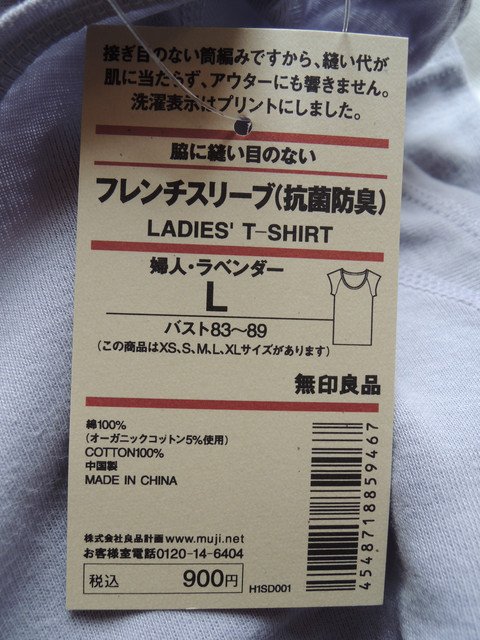 接ぎ目のない筒編みですから、縫い代が
肌に当たらず、アウターにも響きません。
洗濯表示はプリントにしました。
脇に縫い目のない
フレンチスリーブ(抗菌防臭)
LADIES' T-SHIRT
婦人・ラベンダー
L
バスト83〜89
(この商品はXS、S、M、L、XLサイズがあります)
無印良品
綿100%
(オーガニックコットン5%使用)
COTTON100%
中国製
MADE IN CHINA
4548718859467
株式会社良品計画 www.muji.net
お客様室電話0120-14-6404
税込 900円
H1SD001